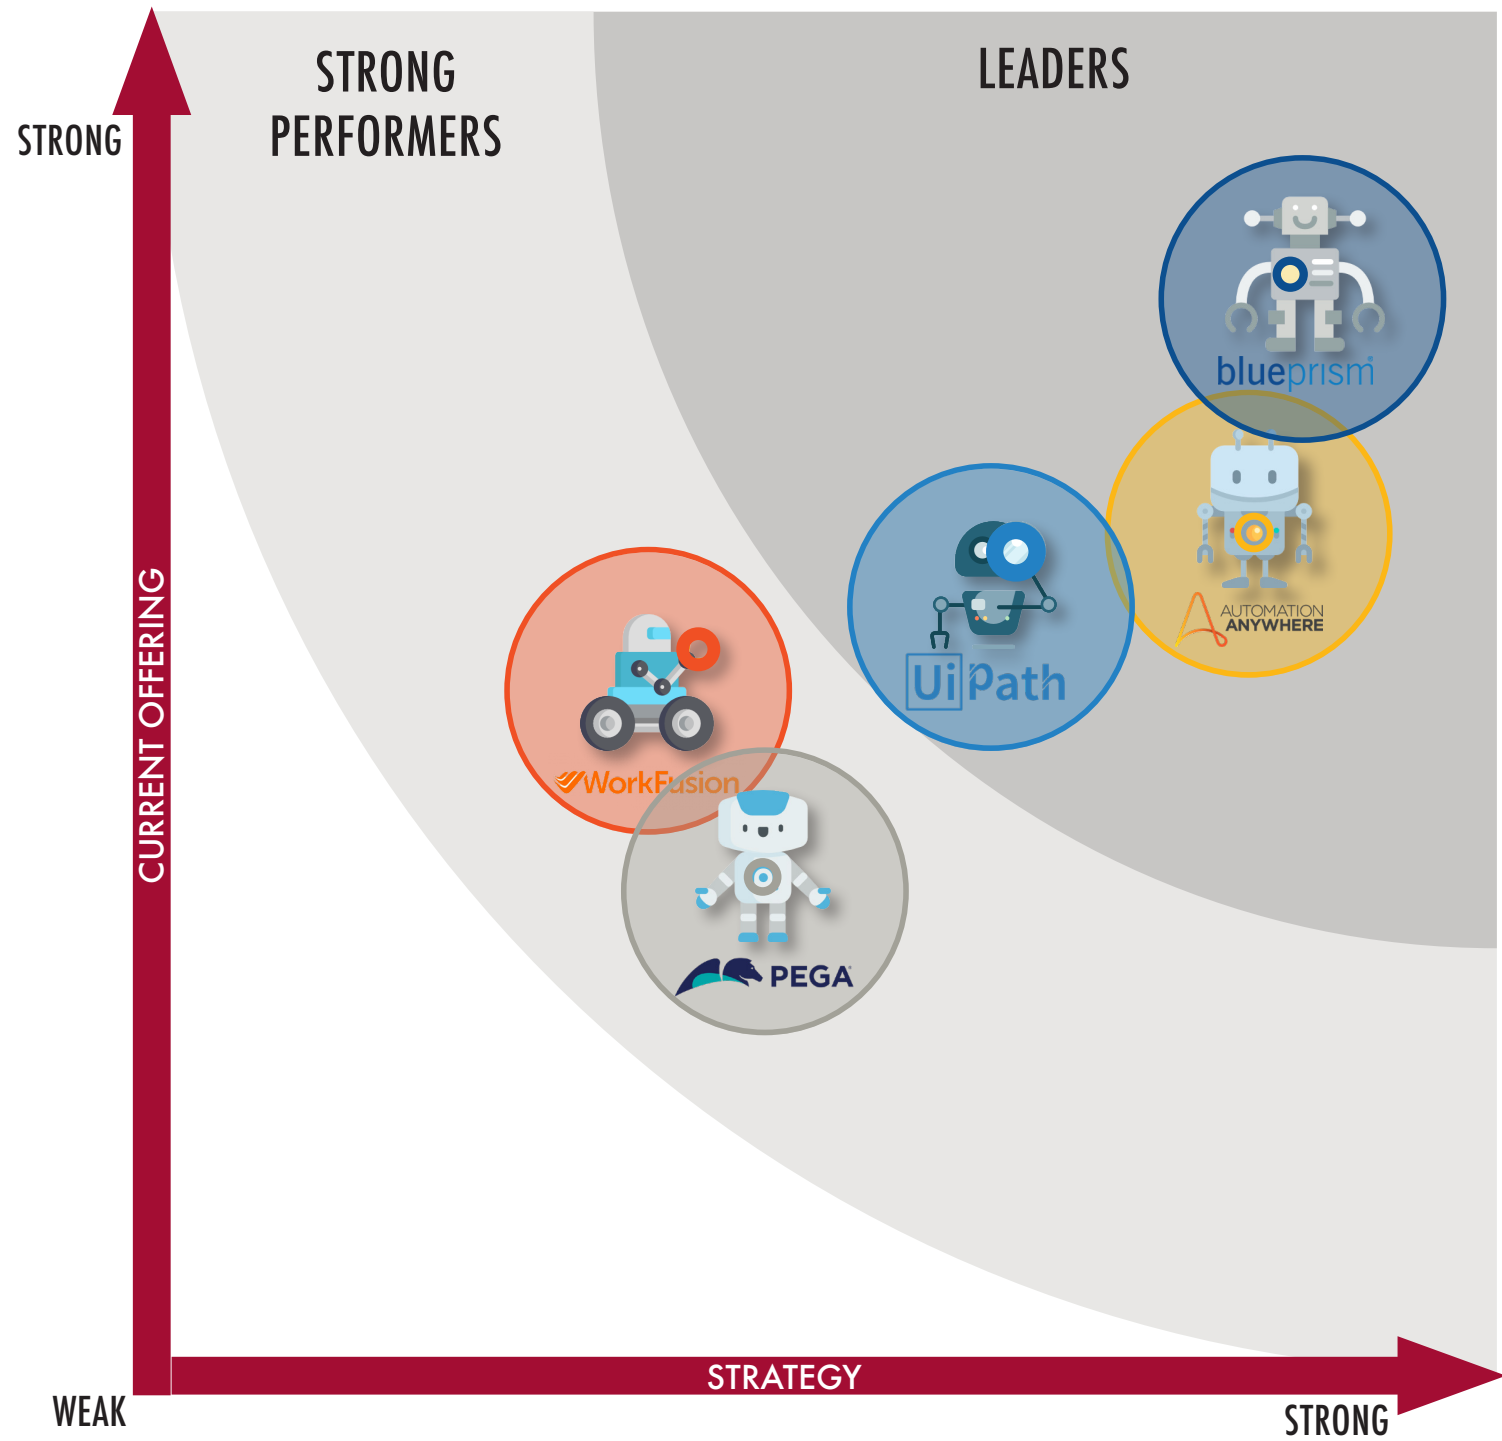 STRONG
PERFORMERS
LEADERS
STRONG
blueprism
AUTOMATION
ANYWHERE
UiPath
WorkFusion
PEGA
CURRENT OFFERING
STRATEGY
WEAK
STRONG